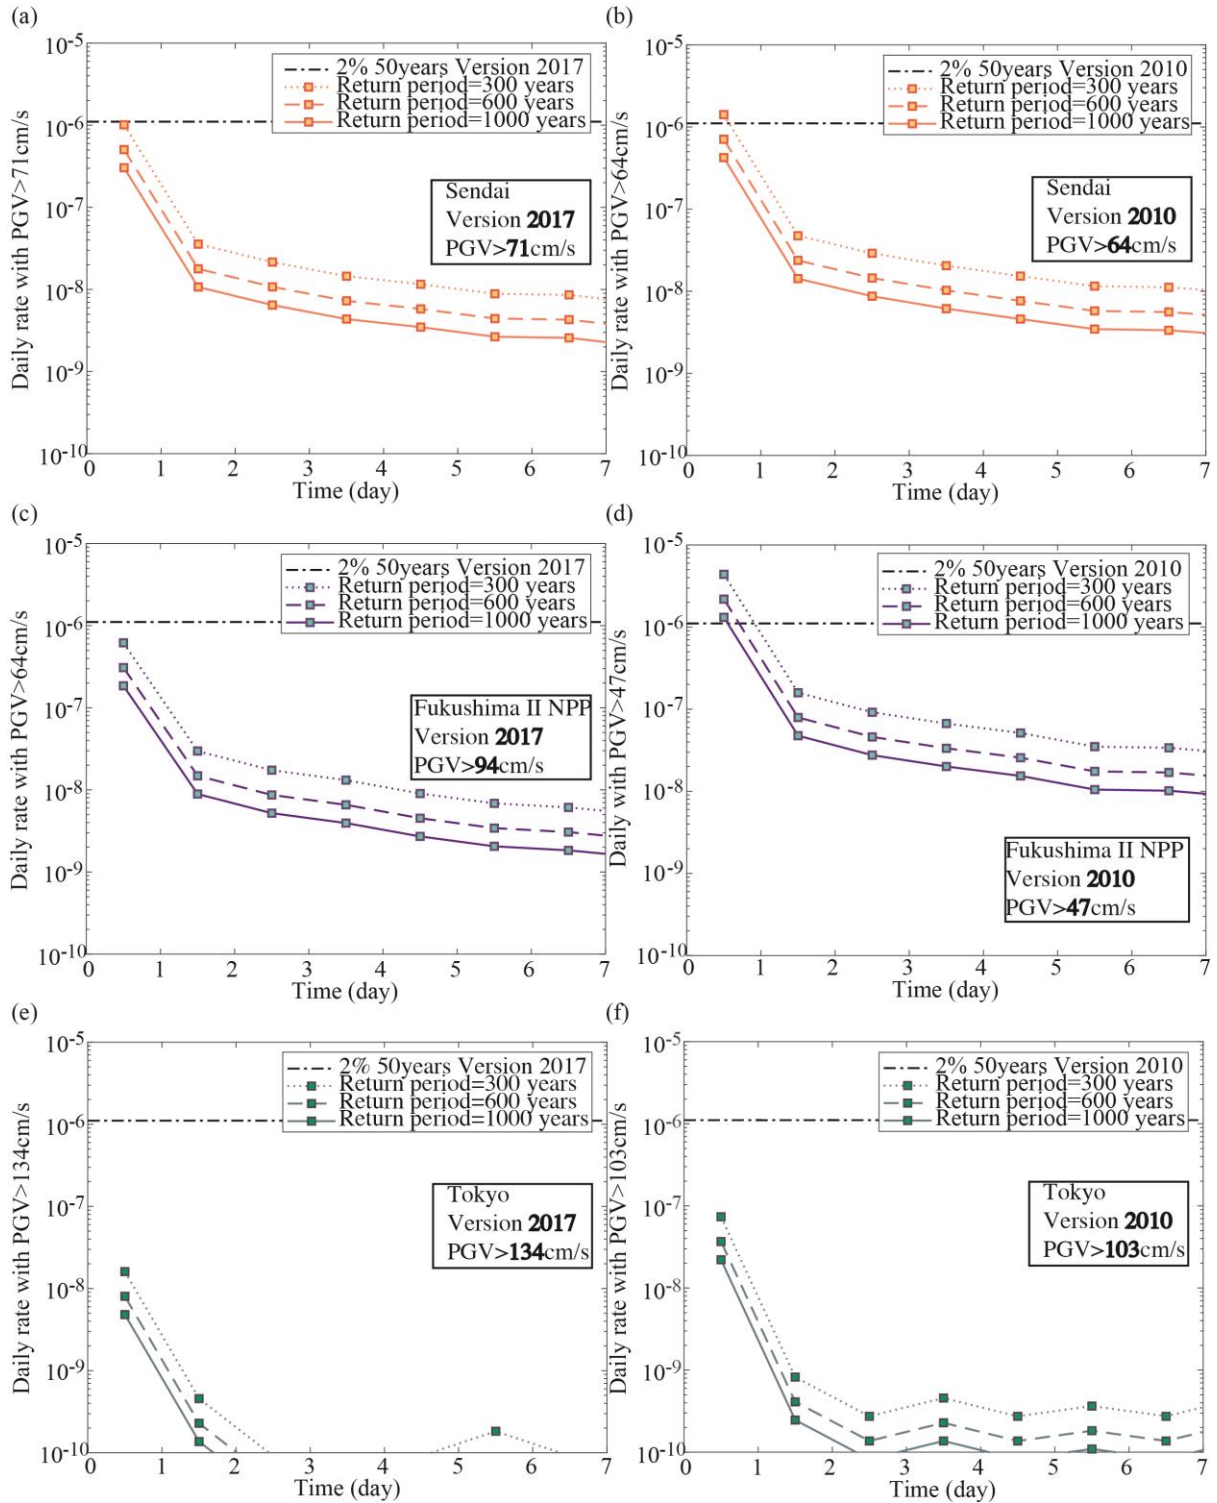 (a)
10-5
10-6
10-7
10-8
10-9
10-10
Daily rate with PGV>71cm/s
2% 50years Version 2017
Return period=300 years
Return period=600 years
Return period=1000 years
Sendai
Version 2017
PGV>71cm/s
0 1 2 3 4 5 6 7
Time (day)
(b)
10-5
10-6
10-7
10-8
10-9
10-10
Daily rate with PGV>64cm/s
2% 50years Version 2010
Return period=300 years
Return period=600 years
Return period=1000 years
Sendai
Version 2010
PGV>64cm/s
0 1 2 3 4 5 6 7
Time (day)
(c)
10-5
10-6
10-7
10-8
10-9
10-10
Daily rate with PGV>64cm/s
2% 50years Version 2017
Return period=300 years
Return period=600 years
Return period=1000 years
Fukushima II NPP
Version 2017
PGV>94cm/s
0 1 2 3 4 5 6 7
Time (day)
(d)
10-5
10-6
10-7
10-8
10-9
10-10
Daily with PGV>47cm/s
2% 50years Version 2010
Return period=300 years
Return period=600 years
Return period=1000 years
Fukushima II NPP
Version 2010
PGV>47cm/s
0 1 2 3 4 5 6 7
Time (day)
(e)
10-5
10-6
10-7
10-8
10-9
10-10
Daily rate with PGV>134cm/s
2% 50years Version 2017
Return period=300 years
Return period=600 years
Return period=1000 years
Tokyo
Version 2017
PGV>134cm/s
0 1 2 3 4 5 6 7
Time (day)
(f)
10-5
10-6
10-7
10-8
10-9
10-10
Daily rate with PGV>103cm/s
2% 50years Version 2010
Return period=300 years
Return period=600 years
Return period=1000 years
Tokyo
Version 2010
PGV>103cm/s
0 1 2 3 4 5 6 7
Time (day)